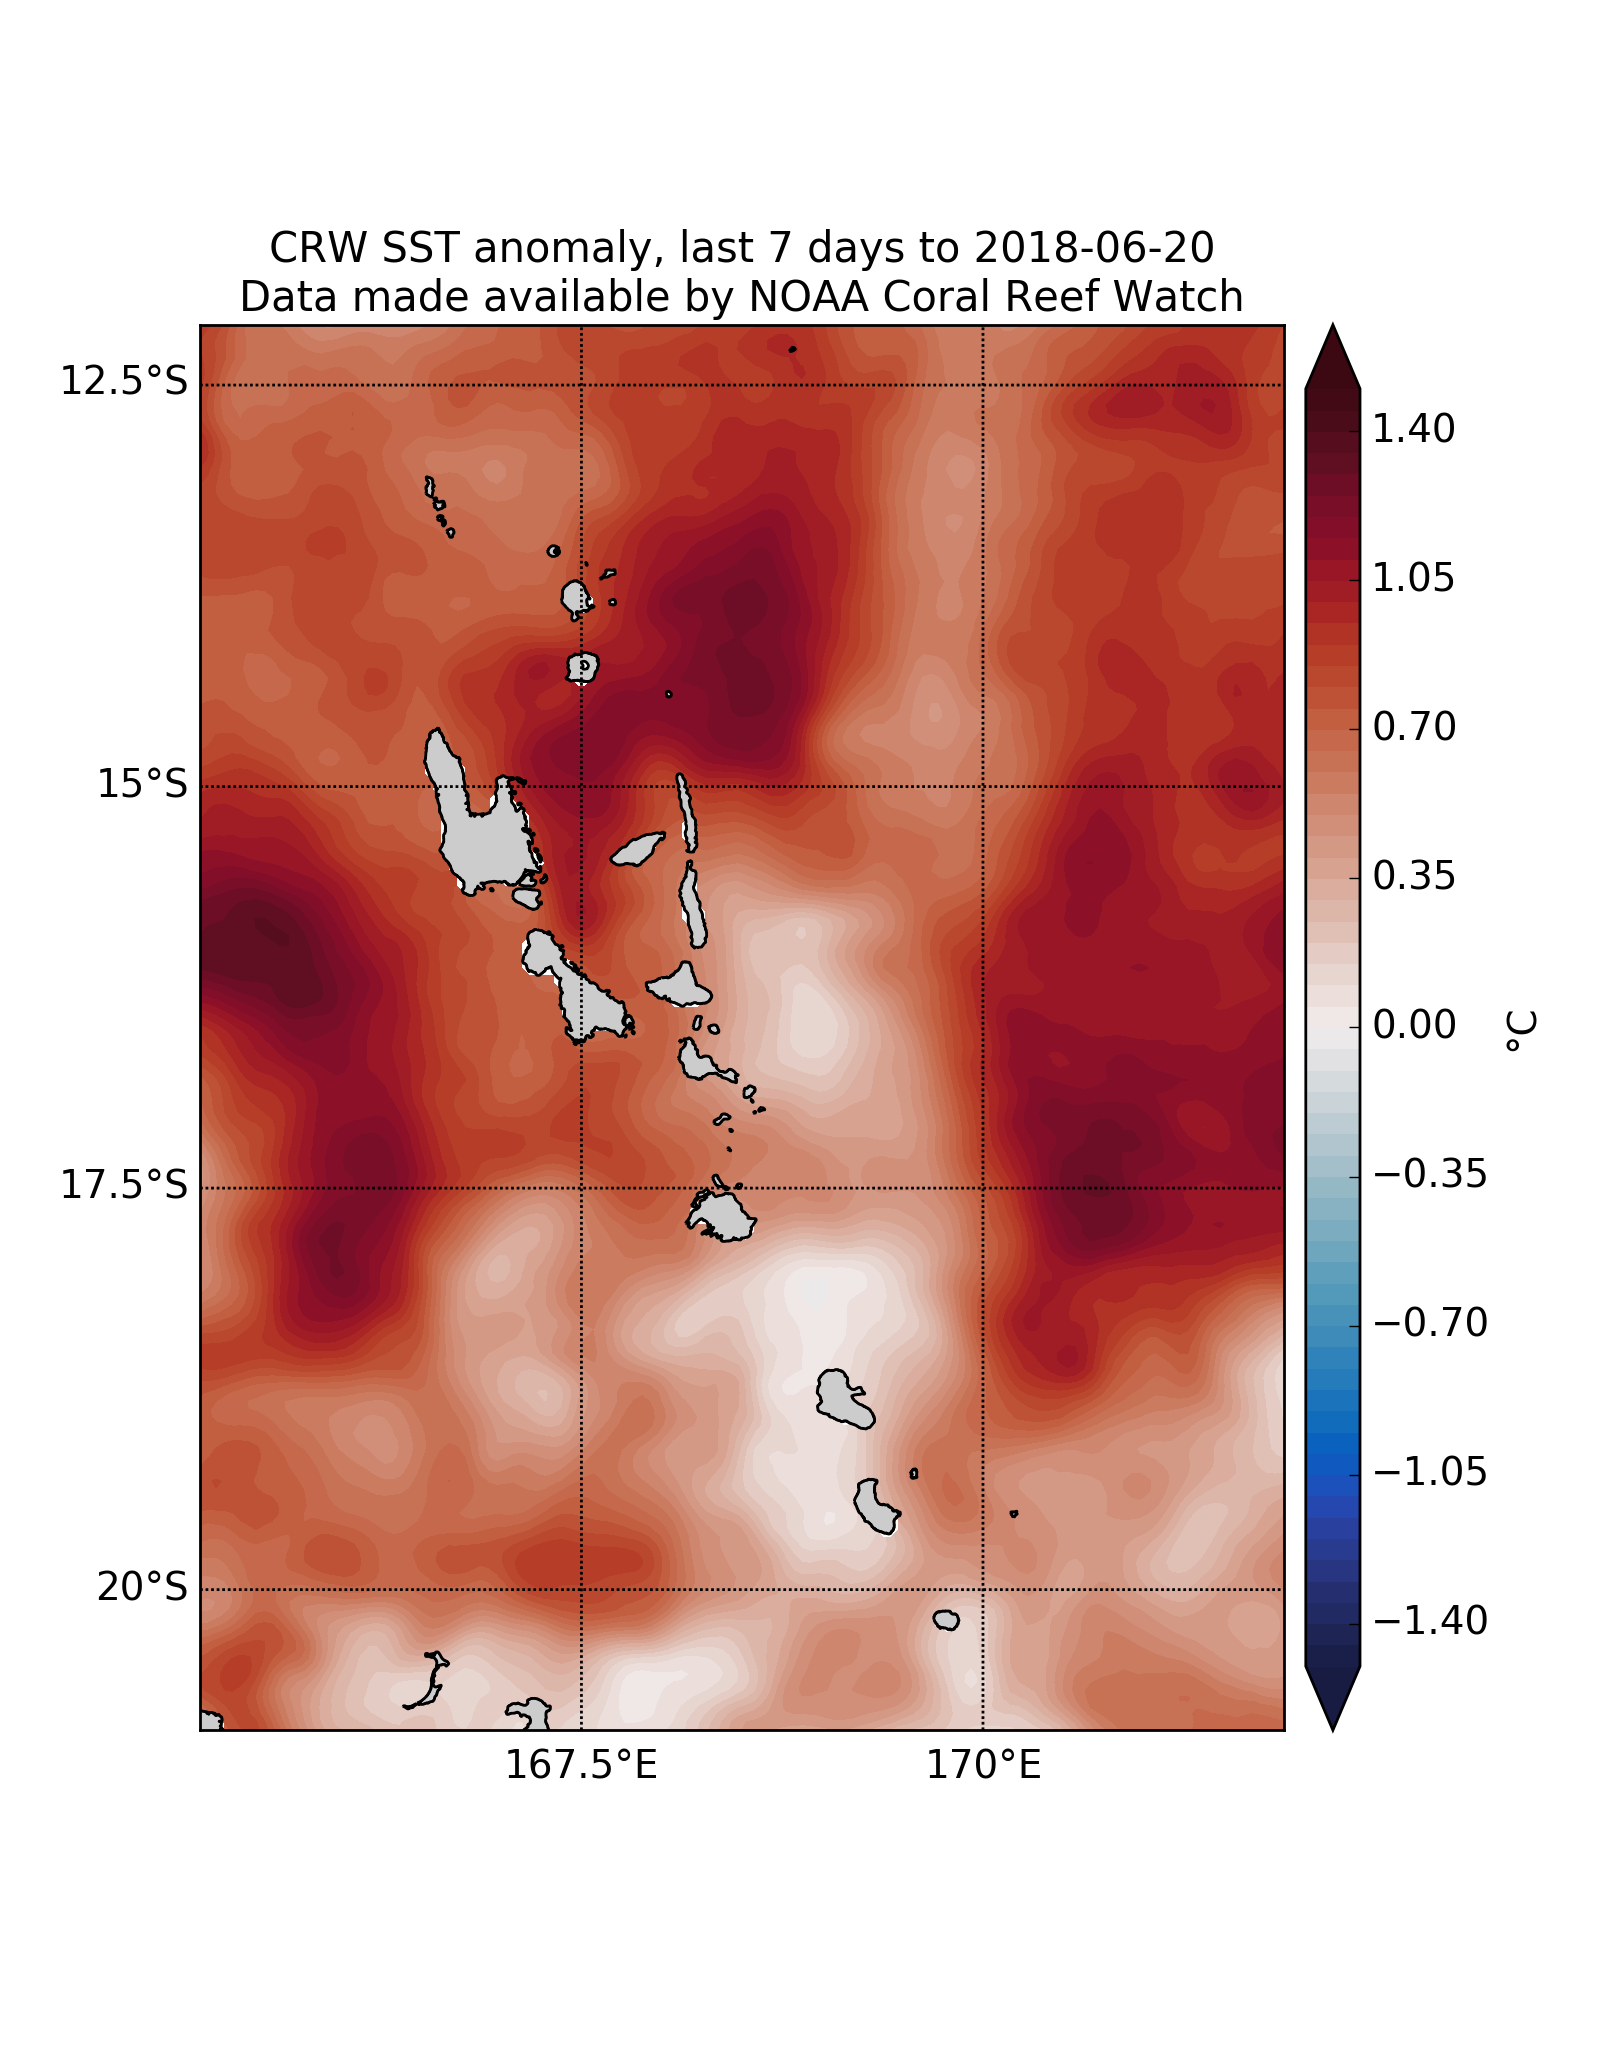 CRW SST anomaly, last 7 days to 2018-06-20
Data made available by NOAA Coral Reef Watch
12.5°S
15°S
17.5°S
20°S
167.5°E
170°E
1.40
1.05
0.70
0.35
0.00
−0.35
−0.70
−1.05
−1.40
°C